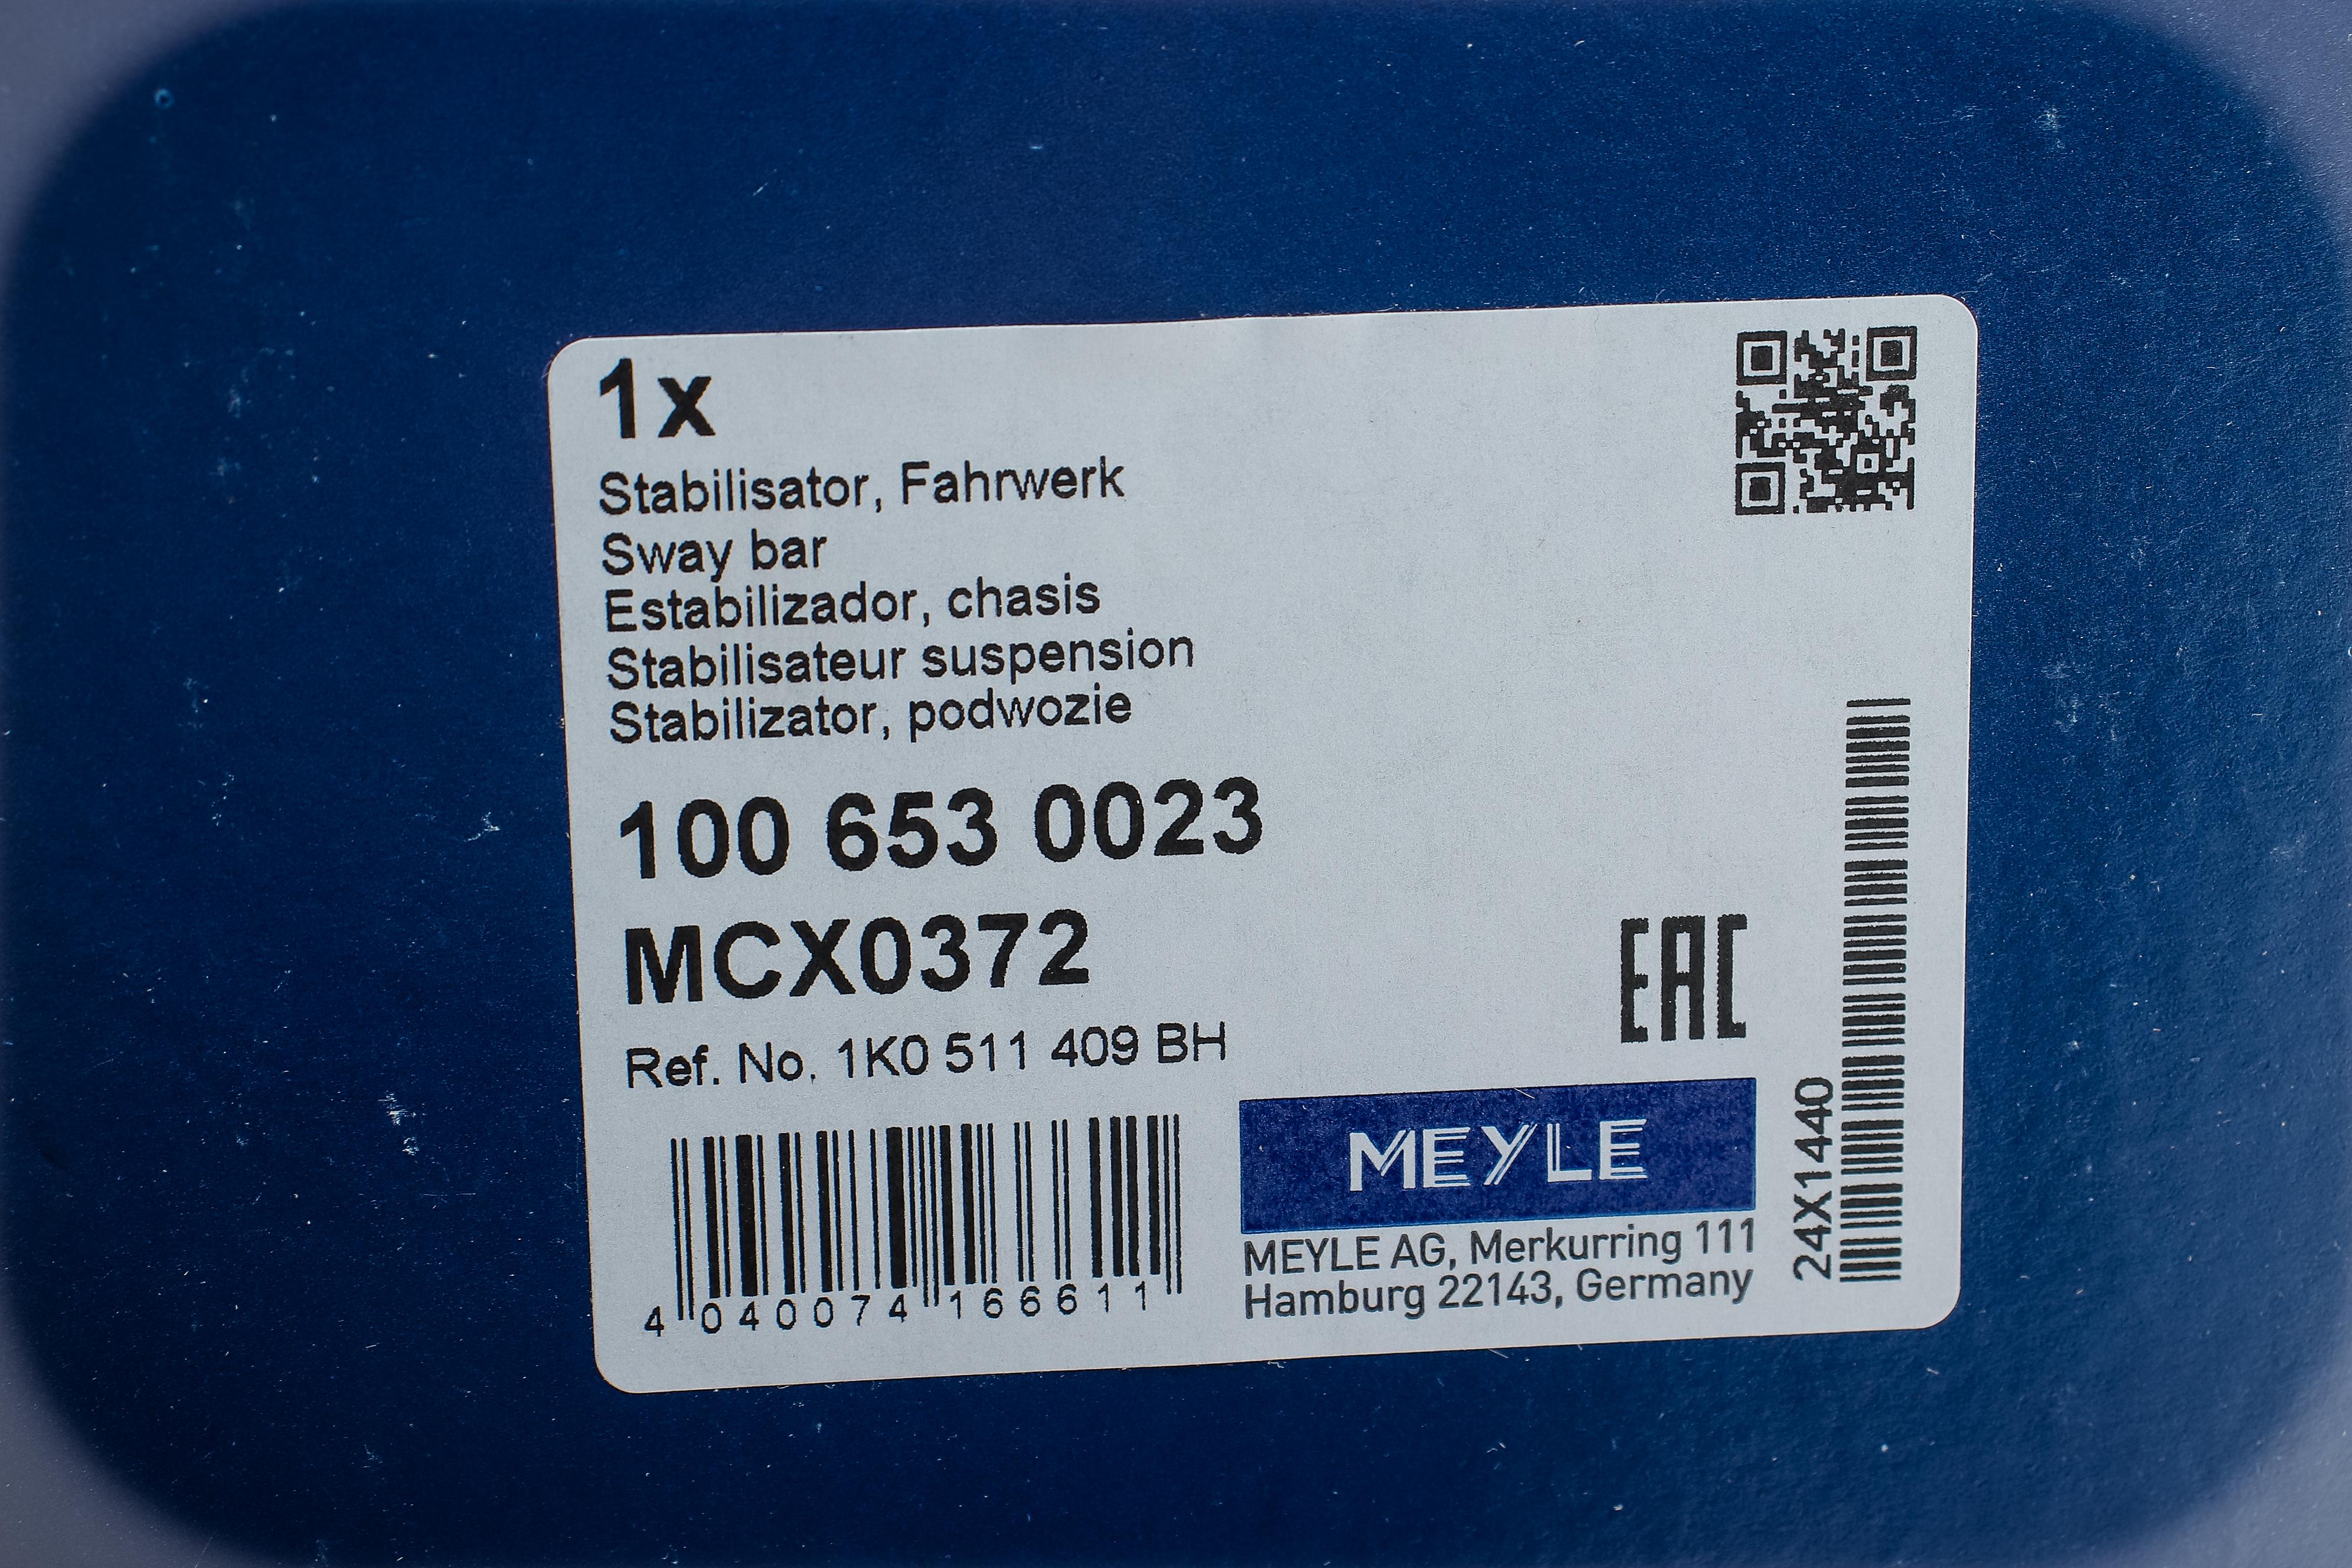 1x
Stabilisator, Fahrwerk
Sway bar
Estabilizador, chasis
Stabilisateur suspension
Stabilizator, podwozie
100 653 0023
MCX0372
Ref. No. 1K0 511 409 BH
4 040074 166611
EAC
MEYLE
MEYLE AG, Merkurring 111
Hamburg 22143, Germany
24X1440